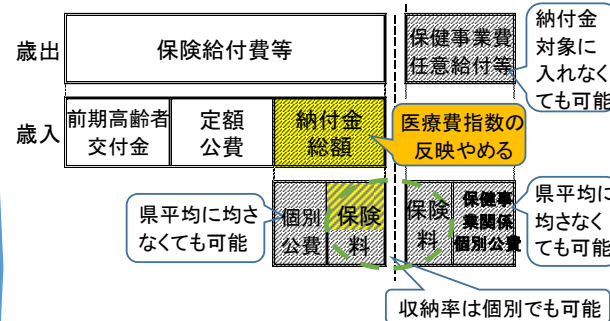 歳出
保険給付費等
保健事業費
任意給付等
納付金
対象に
入れなく
ても可能
歳入
前期高齢者
交付金
定額
公費
納付金
総額
医療費指数の
反映やめる
県平均に均さ
なくても可能
個別
公費
保険
料
保険
料
保健事
業関係
個別公費
県平均に
均さなく
ても可能
収納率は個別でも可能